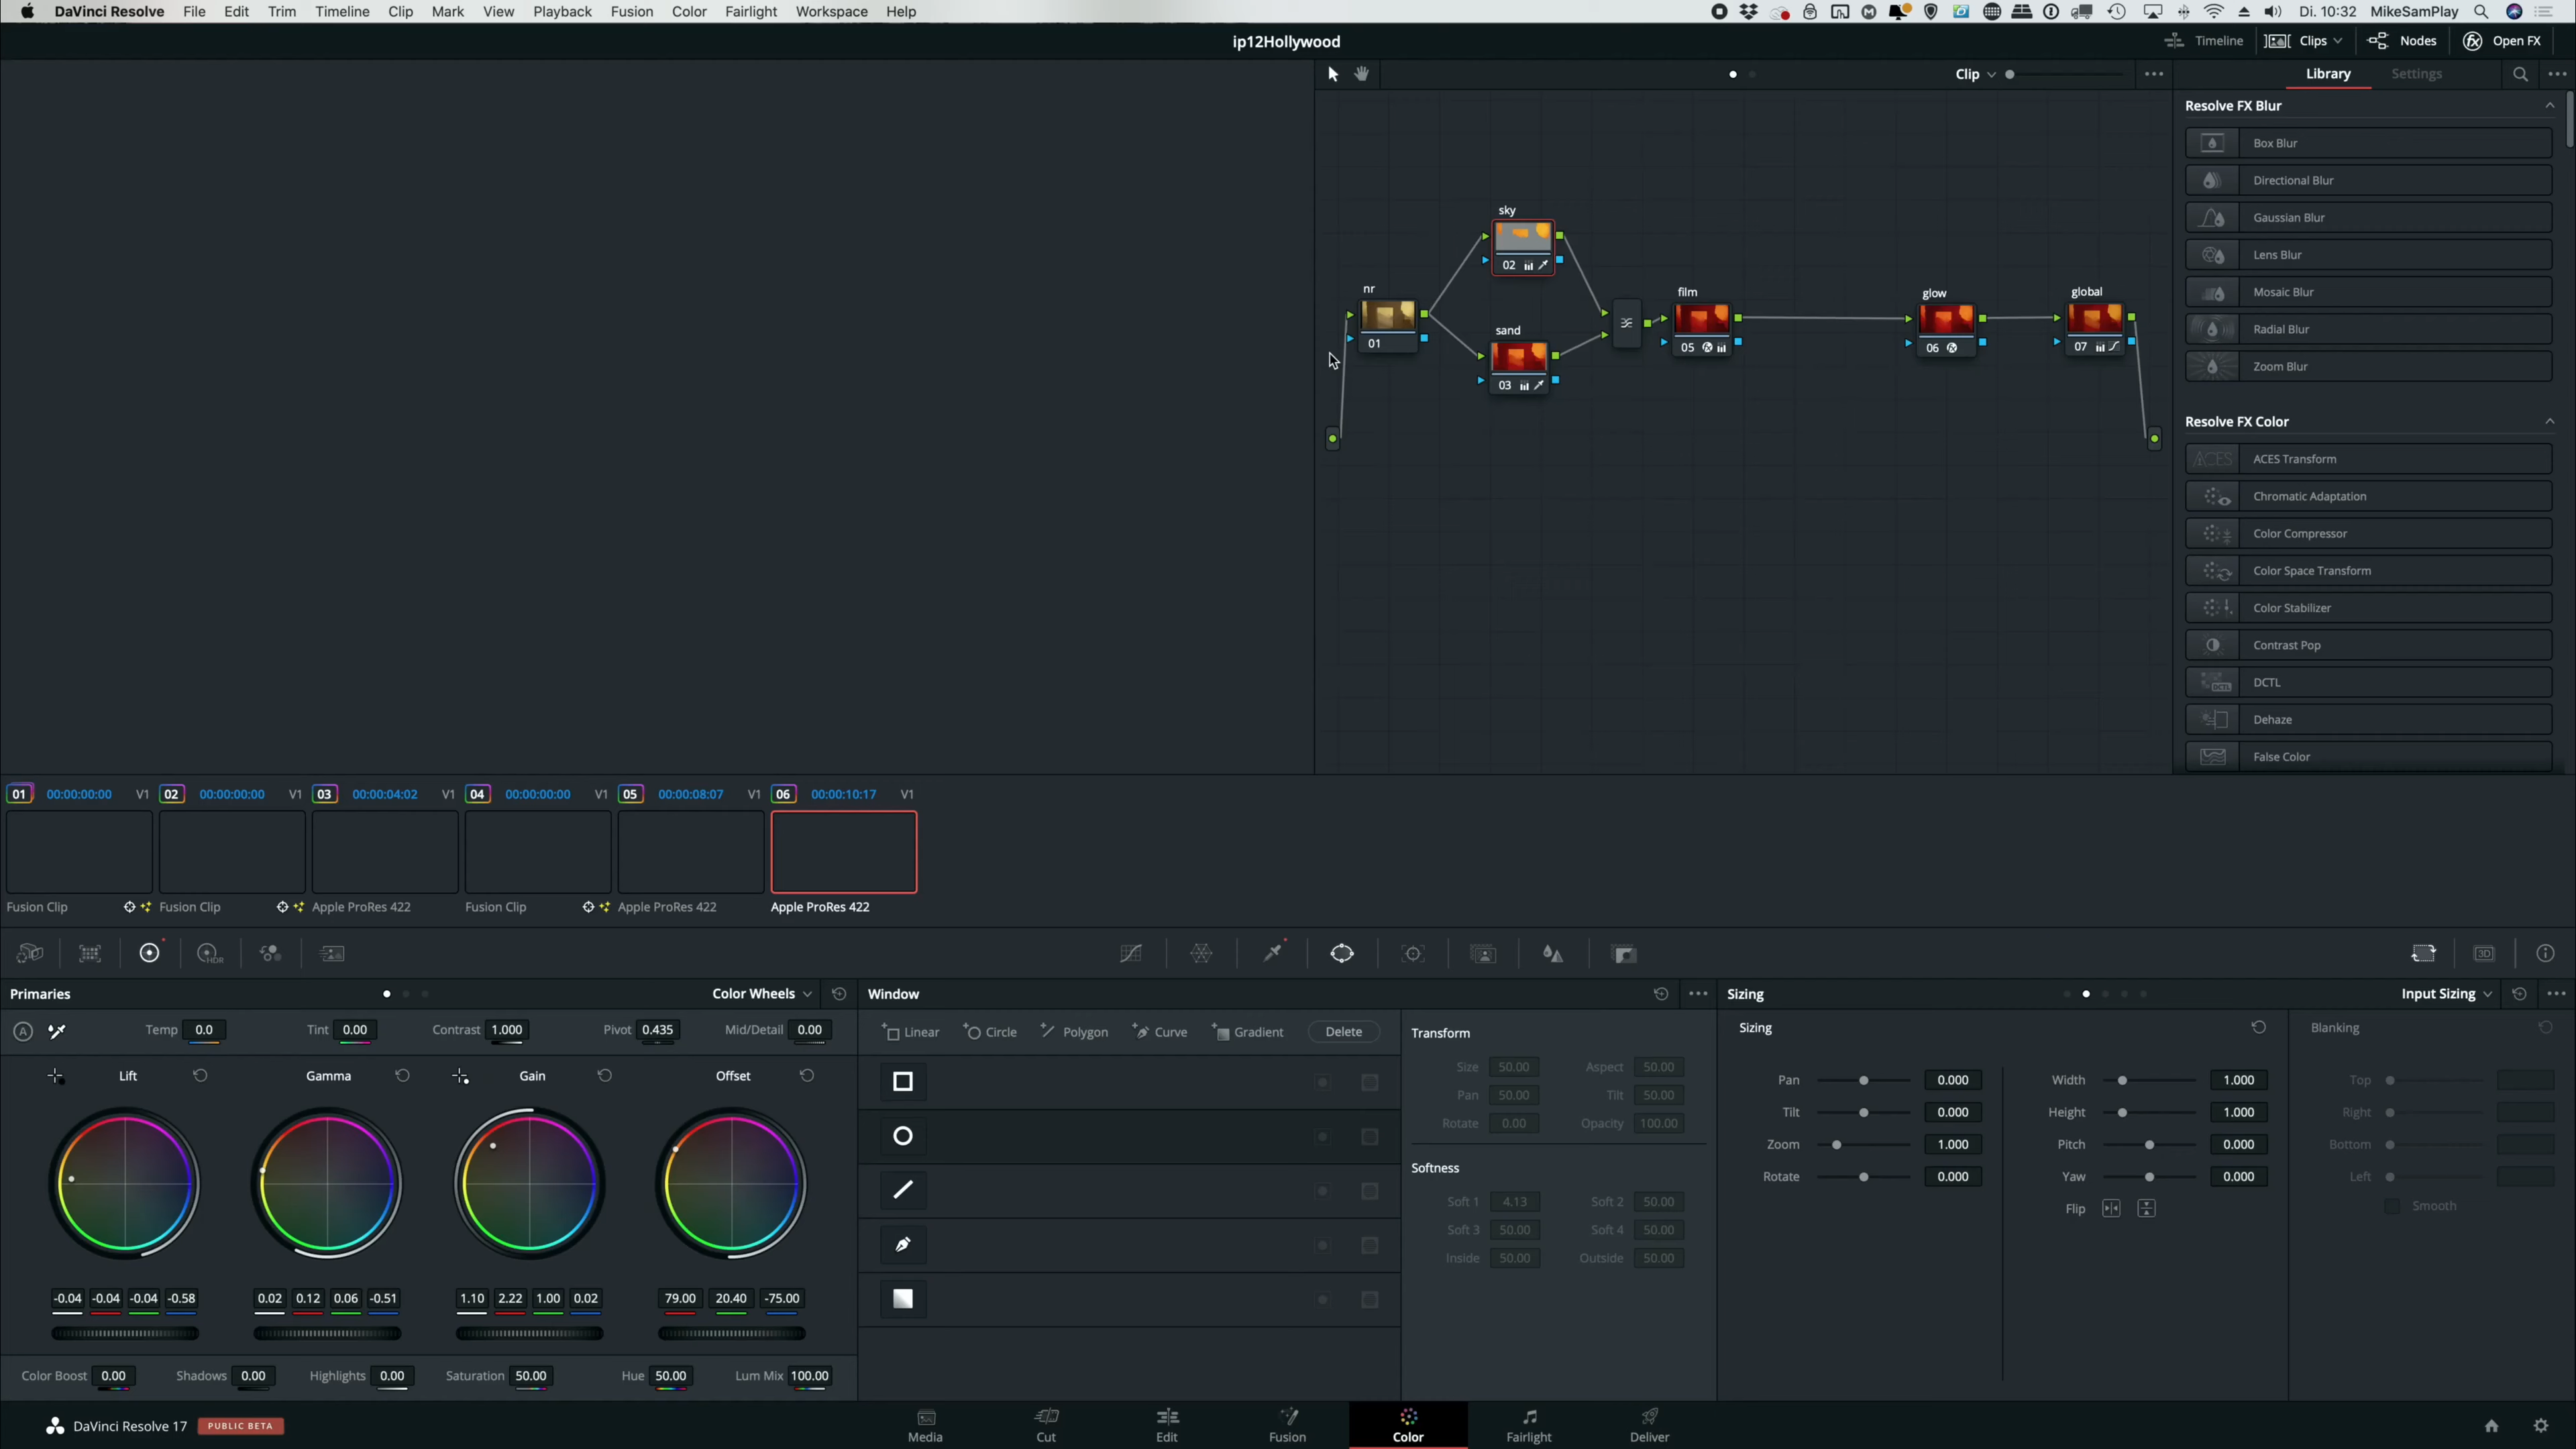 DaVinci Resolve File Edit Trim Timeline Clip Mark View Playback Fusion Color Fairlight Workspace Help Di. 10:32 MikeSamPlay
ip12Hollywood Timeline Clips Nodes Open FX
Clip Library Settings
Resolve FX Blur
Box Blur
Directional Blur
Gaussian Blur
Lens Blur
Mosaic Blur
Radial Blur
Zoom Blur
Resolve FX Color
ACES ACES Transform
Chromatic Adaptation
Color Compressor
Color Space Transform
Color Stabilizer
Contrast Pop
DCTL DCTL
Dehaze
False Color
sky
02
nr
01
sand
03
film
05
glow
06
global
07
01 00:00:00:00 V1 02 00:00:00:00 V1 03 00:00:04:02 V1 04 00:00:00:00 V1 05 00:00:08:07 V1 06 00:00:10:17 V1
Fusion Clip Fusion Clip Apple ProRes 422 Fusion Clip Apple ProRes 422 Apple ProRes 422
HDR 3D
Primaries Color Wheels Window Sizing Input Sizing
A Temp 0.0 Tint 0.00 Contrast 1.000 Pivot 0.435 Mid/Detail 0.00
Lift Gamma Gain Offset
-0.04 -0.04 -0.04 -0.58 0.02 0.12 0.06 -0.51 1.10 2.22 1.00 0.02 79.00 20.40 -75.00
Color Boost 0.00 Shadows 0.00 Highlights 0.00 Saturation 50.00 Hue 50.00 Lum Mix 100.00
Linear Circle Polygon Curve Gradient Delete
Transform
Size 50.00 Aspect 50.00
Pan 50.00 Tilt 50.00
Rotate 0.00 Opacity 100.00
Softness
Soft 1 4.13 Soft 2 50.00
Soft 3 50.00 Soft 4 50.00
Inside 50.00 Outside 50.00
Sizing Blanking
Pan 0.000 Width 1.000 Top
Tilt 0.000 Height 1.000 Right
Zoom 1.000 Pitch 0.000 Bottom
Rotate 0.000 Yaw 0.000 Left
Flip Smooth
DaVinci Resolve 17 PUBLIC BETA Media Cut Edit Fusion Color Fairlight Deliver